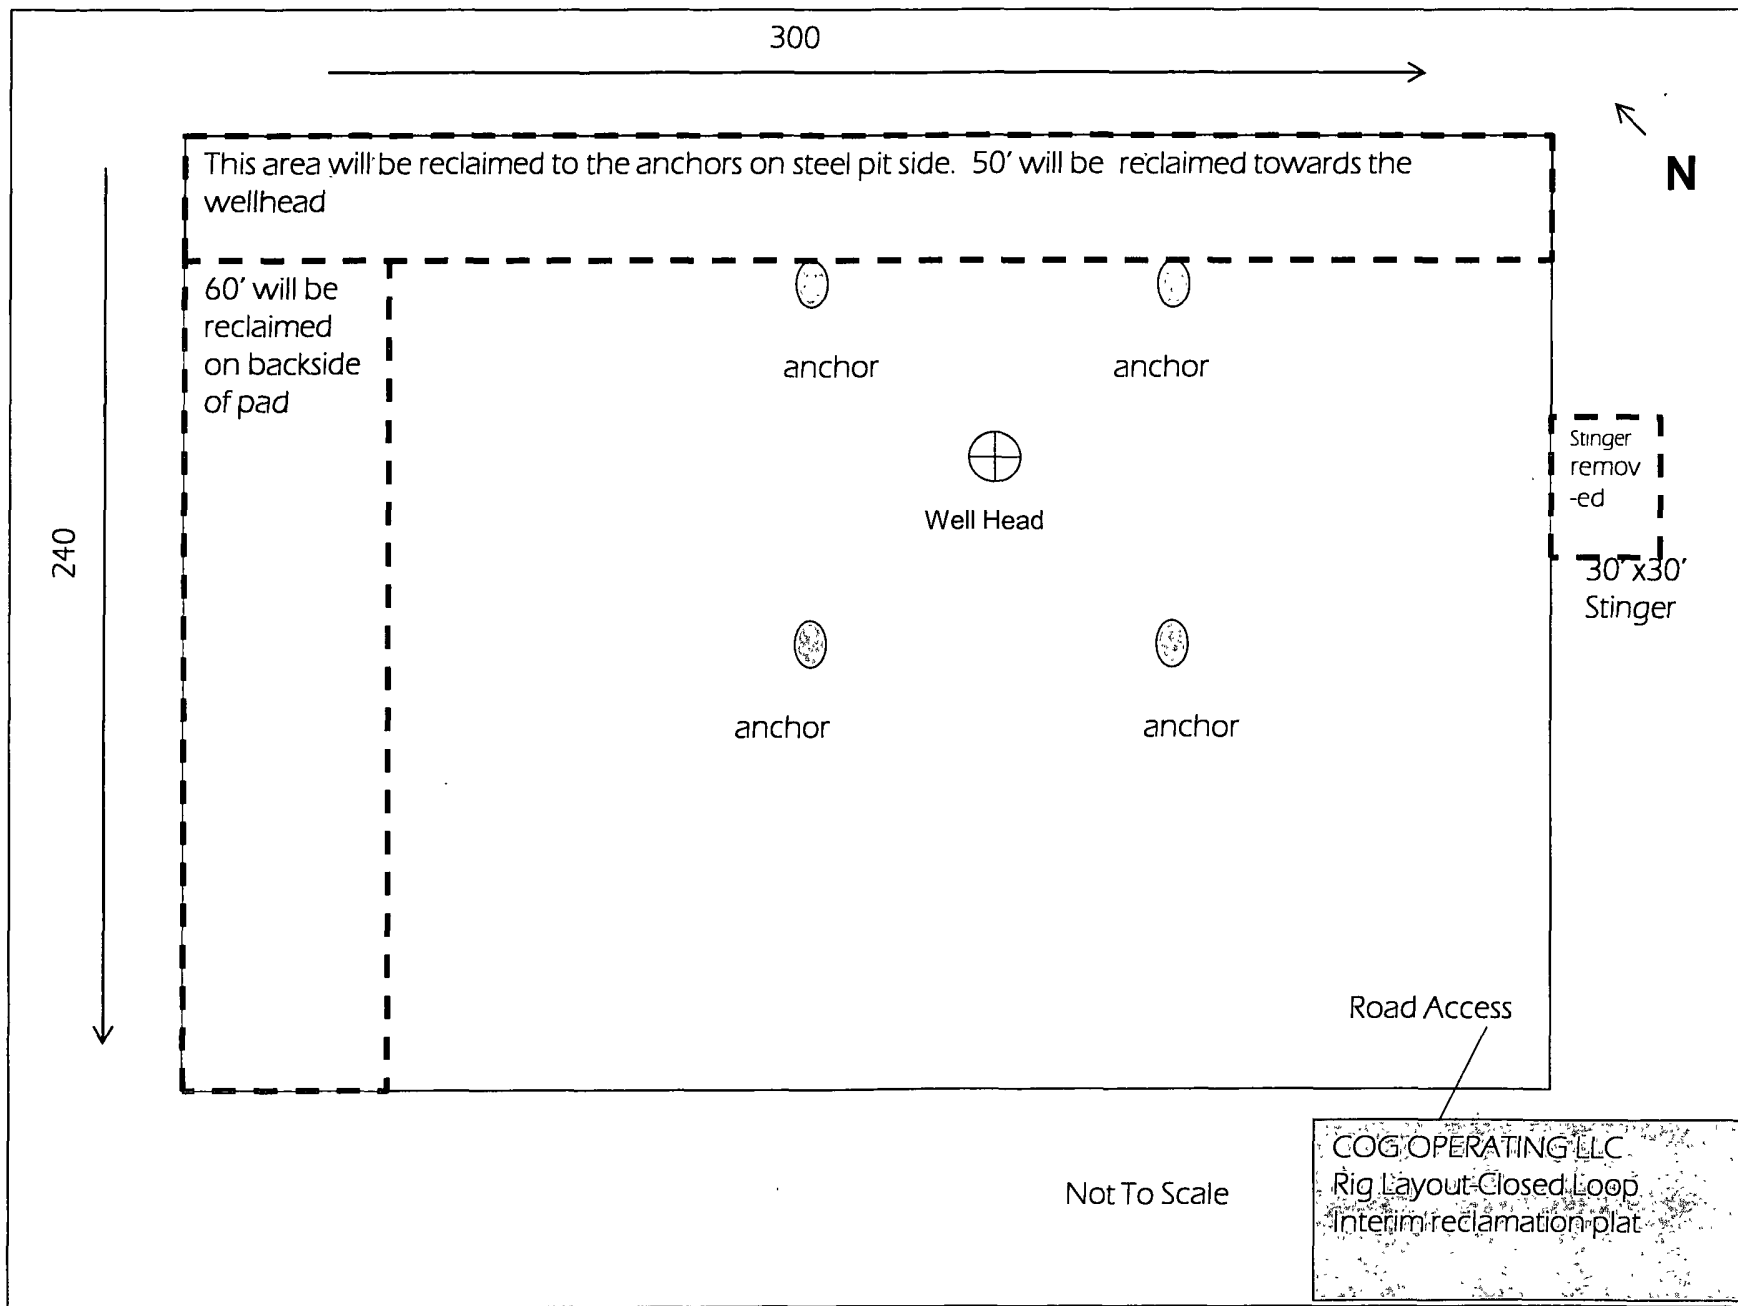 300
N
This area will be reclaimed to the anchors on steel pit side. 50' will be reclaimed towards the
wellhead
60' will be
reclaimed
on backside
of pad
anchor
anchor
Stinger
remov
-ed
Well Head
240
30' x30'
Stinger
anchor
anchor
Road Access
Not To Scale
COG OPERATING LLC
Rig Layout-Closed Loop
Interim reclamation plat